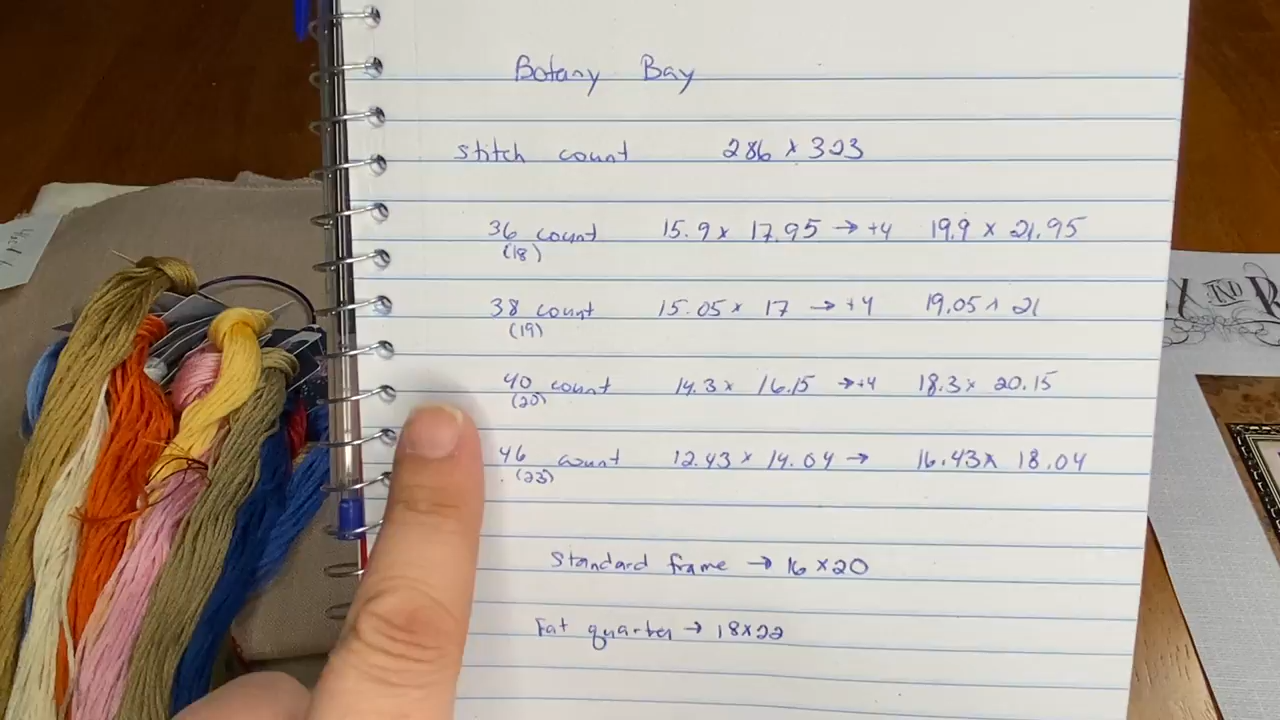 Botany Bay
stitch count 286 x 323
36 count 15.9 x 17.95 → +4 19.9 x 21.95
(18)
38 count 15.05 x 17 → +4 19.05 x 21
(19)
40 count 14.3 x 16.15 → +4 18.3 x 20.15
(20)
46 count 12.43 x 14.04 → 16.43 x 18.04
(23)
Standard frame → 16 x 20
Fat quarter → 18 x 22
AND